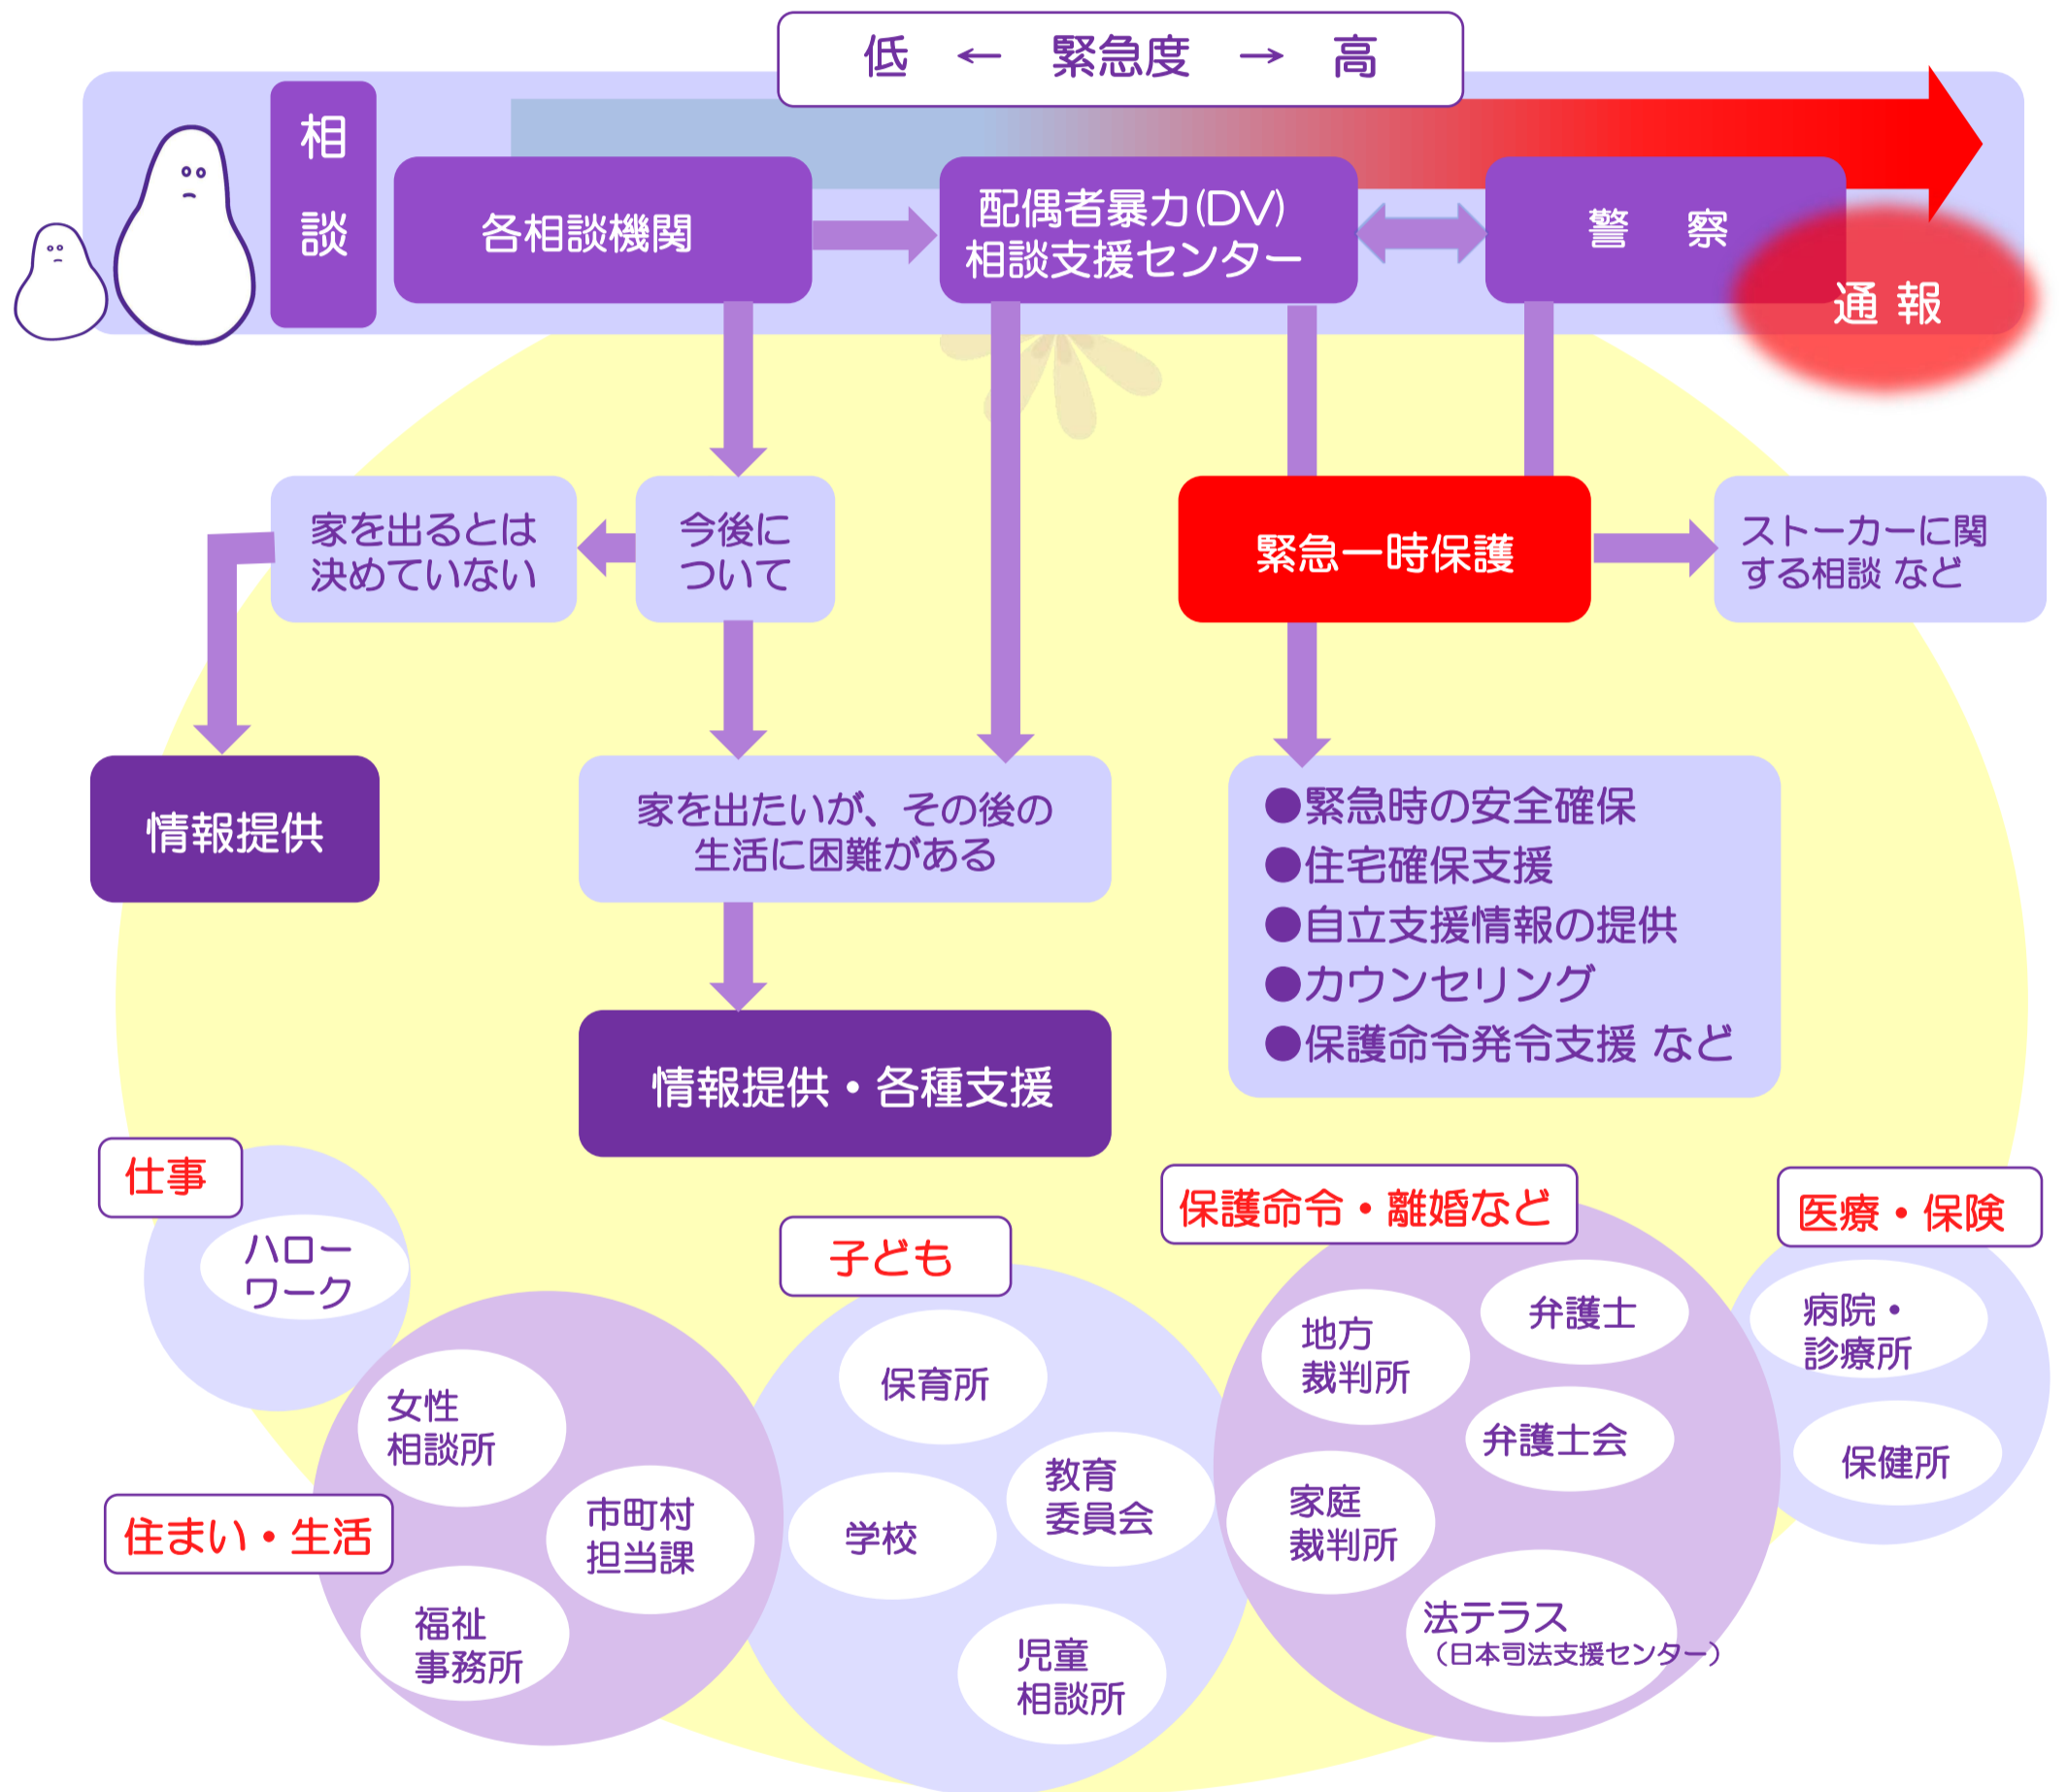 低 ← 緊急度 → 高
相談
各相談機関
配偶者暴力(DV)
相談支援センター
警 察
通報
家を出るとは
決めていない
今後に
ついて
緊急一時保護
ストーカーに関
する相談 など
情報提供
家を出たいが、その後の
生活に困難がある
●緊急時の安全確保
●住宅確保支援
●自立支援情報の提供
●カウンセリング
●保護命令発令支援 など
情報提供・各種支援
仕事
ハロー
ワーク
住まい・生活
女性
相談所
市町村
担当課
福祉
事務所
子ども
保育所
学校
教育
委員会
児童
相談所
保護命令・離婚など
地方
裁判所
弁護士
弁護士会
家庭
裁判所
法テラス
（日本司法支援センター）
医療・保険
病院・
診療所
保健所